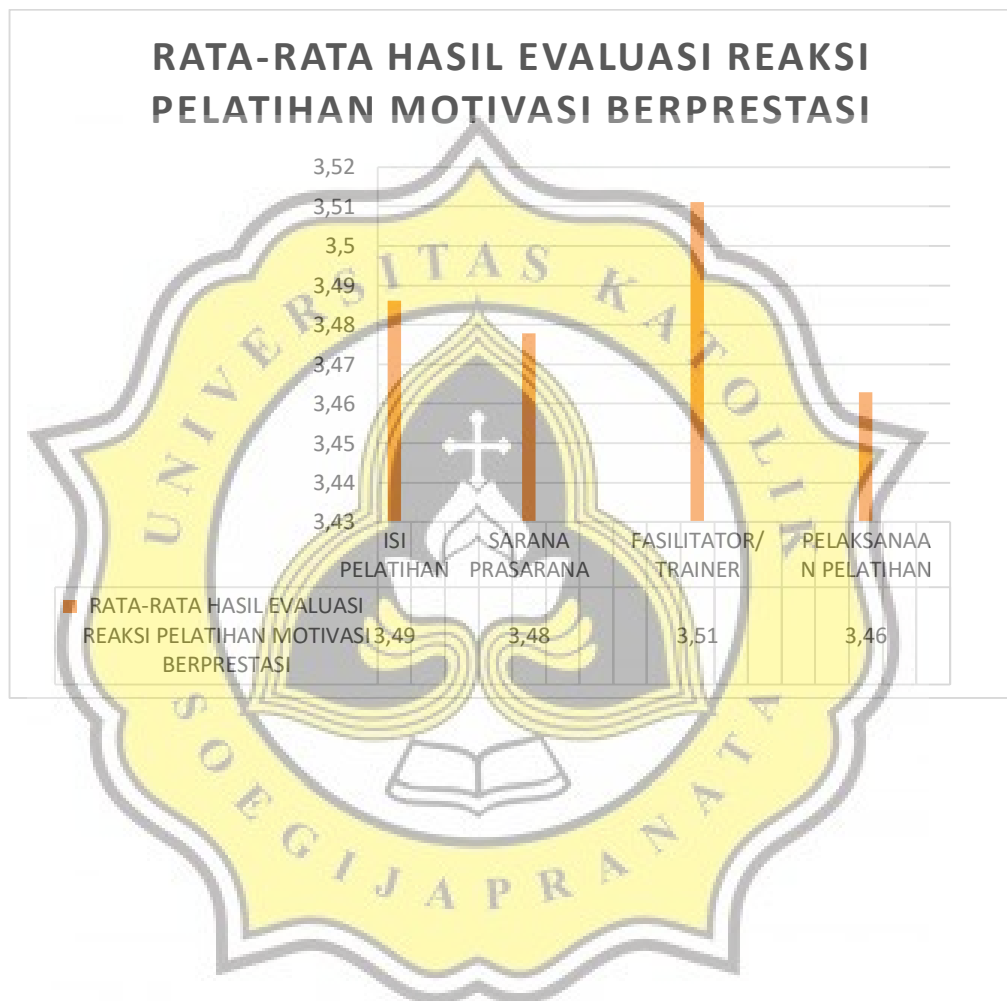 RATA-RATA HASIL EVALUASI REAKSI
PELATIHAN MOTIVASI BERPRESTASI
3,52
3,51
3,5
3,49
3,48
3,47
3,46
3,45
3,44
3,43
ISI
PELATIHAN
SARANA
PRASARANA
FASILITATOR/
TRAINER
PELAKSANAA
N PELATIHAN
RATA-RATA HASIL EVALUASI
REAKSI PELATIHAN MOTIVASI
BERPRESTASI
3,49
3,48
3,51
3,46
UNIVERSITAS KATOLIK
SOEGIJAPRANATA